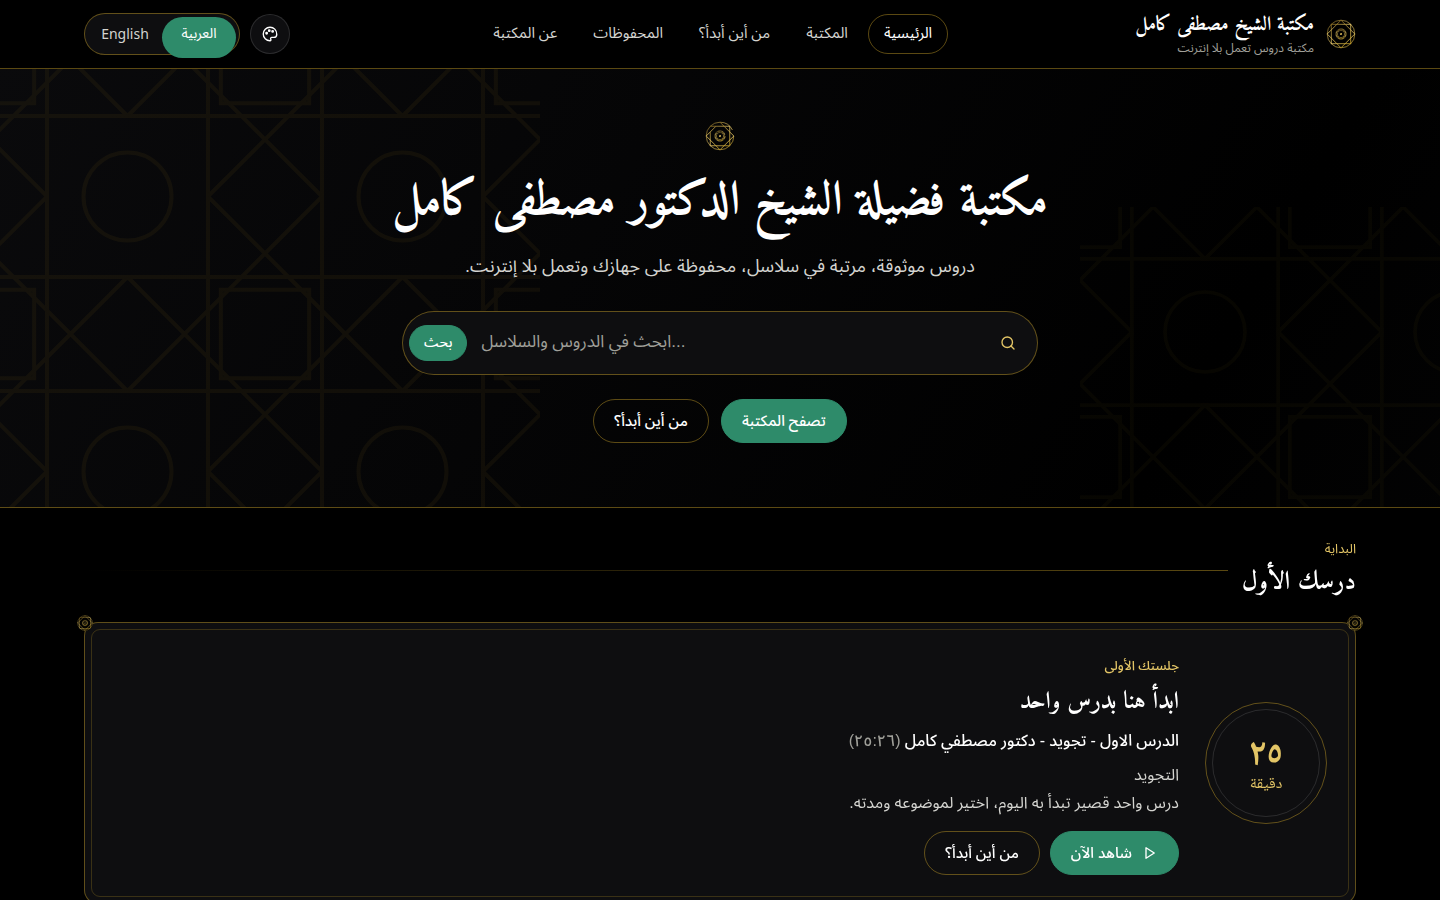 مكتبة الشيخ مصطفى كامل
مكتبة دروس تعمل بلا إنترنت
الرئيسية
المكتبة
من أين أبدأ؟
المحفوظات
عن المكتبة
العربية
English
مكتبة فضيلة الشيخ الدكتور مصطفى كامل
دروس موثوقة، مرتبة في سلاسل، محفوظة على جهازك وتعمل بلا إنترنت.
ابحث في الدروس والسلاسل...
بحث
تصفح المكتبة
من أين أبدأ؟
البداية
درسك الأول
جلستك الأولى
ابدأ هنا بدرس واحد
٢٥
دقيقة
الدرس الاول - تجويد - دكتور مصطفي كامل (٢٥:٢٦)
التجويد
درس واحد قصير تبدأ به اليوم، اختير لموضوعه ومدته.
شاهد الآن
من أين أبدأ؟